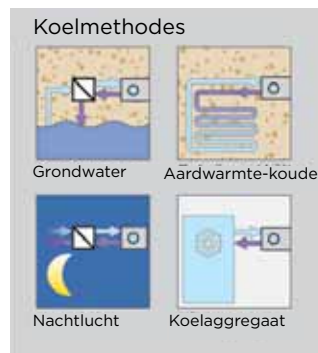 Koelmethodes
Grondwater
Aardwarmte-koude
Nachtlucht
Koelaggregaat